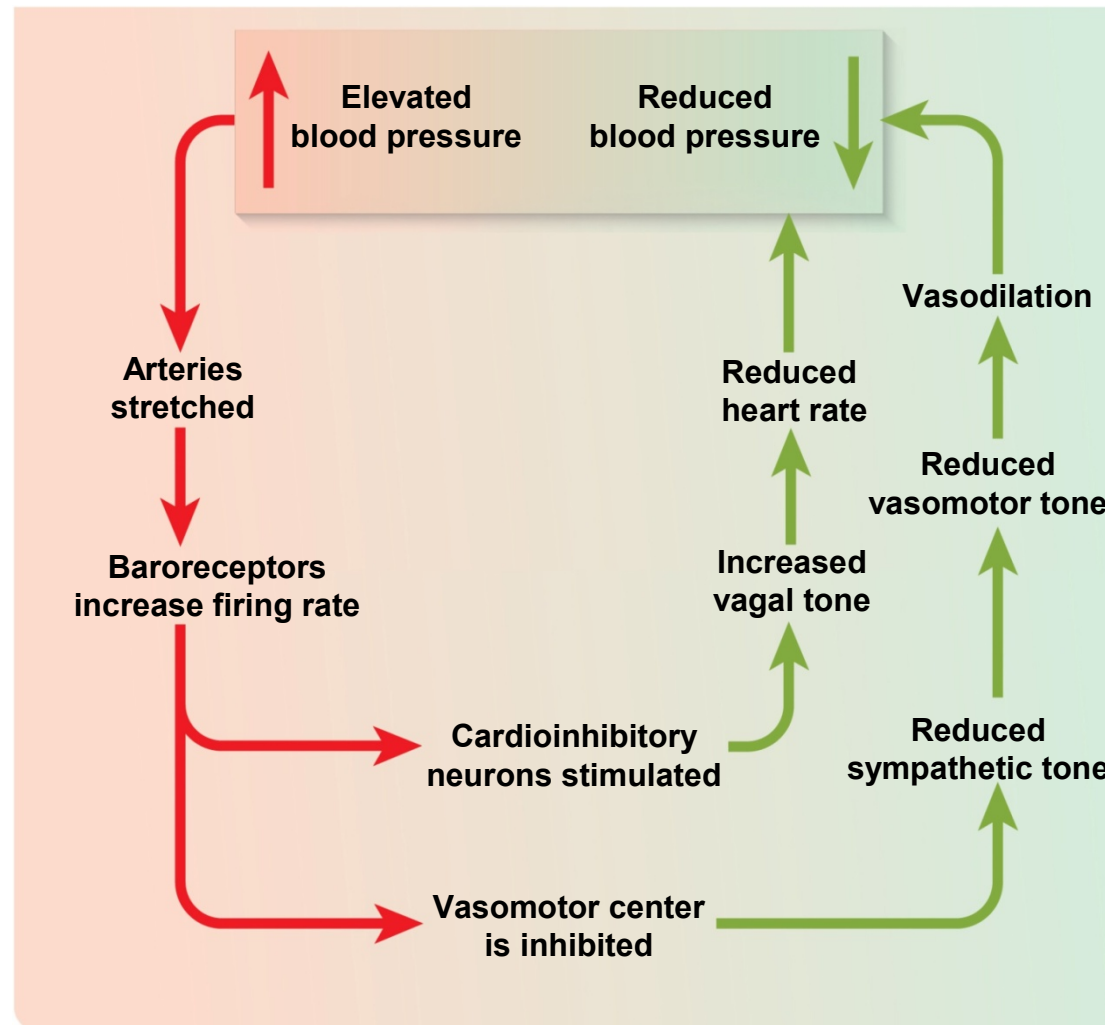 Elevated
blood pressure
Reduced
blood pressure
Arteries
stretched
Baroreceptors
increase firing rate
Cardioinhibitory
neurons stimulated
Vasomotor center
is inhibited
Increased
vagal tone
Reduced
heart rate
Reduced
sympathetic tone
Reduced
vasomotor tone
Vasodilation